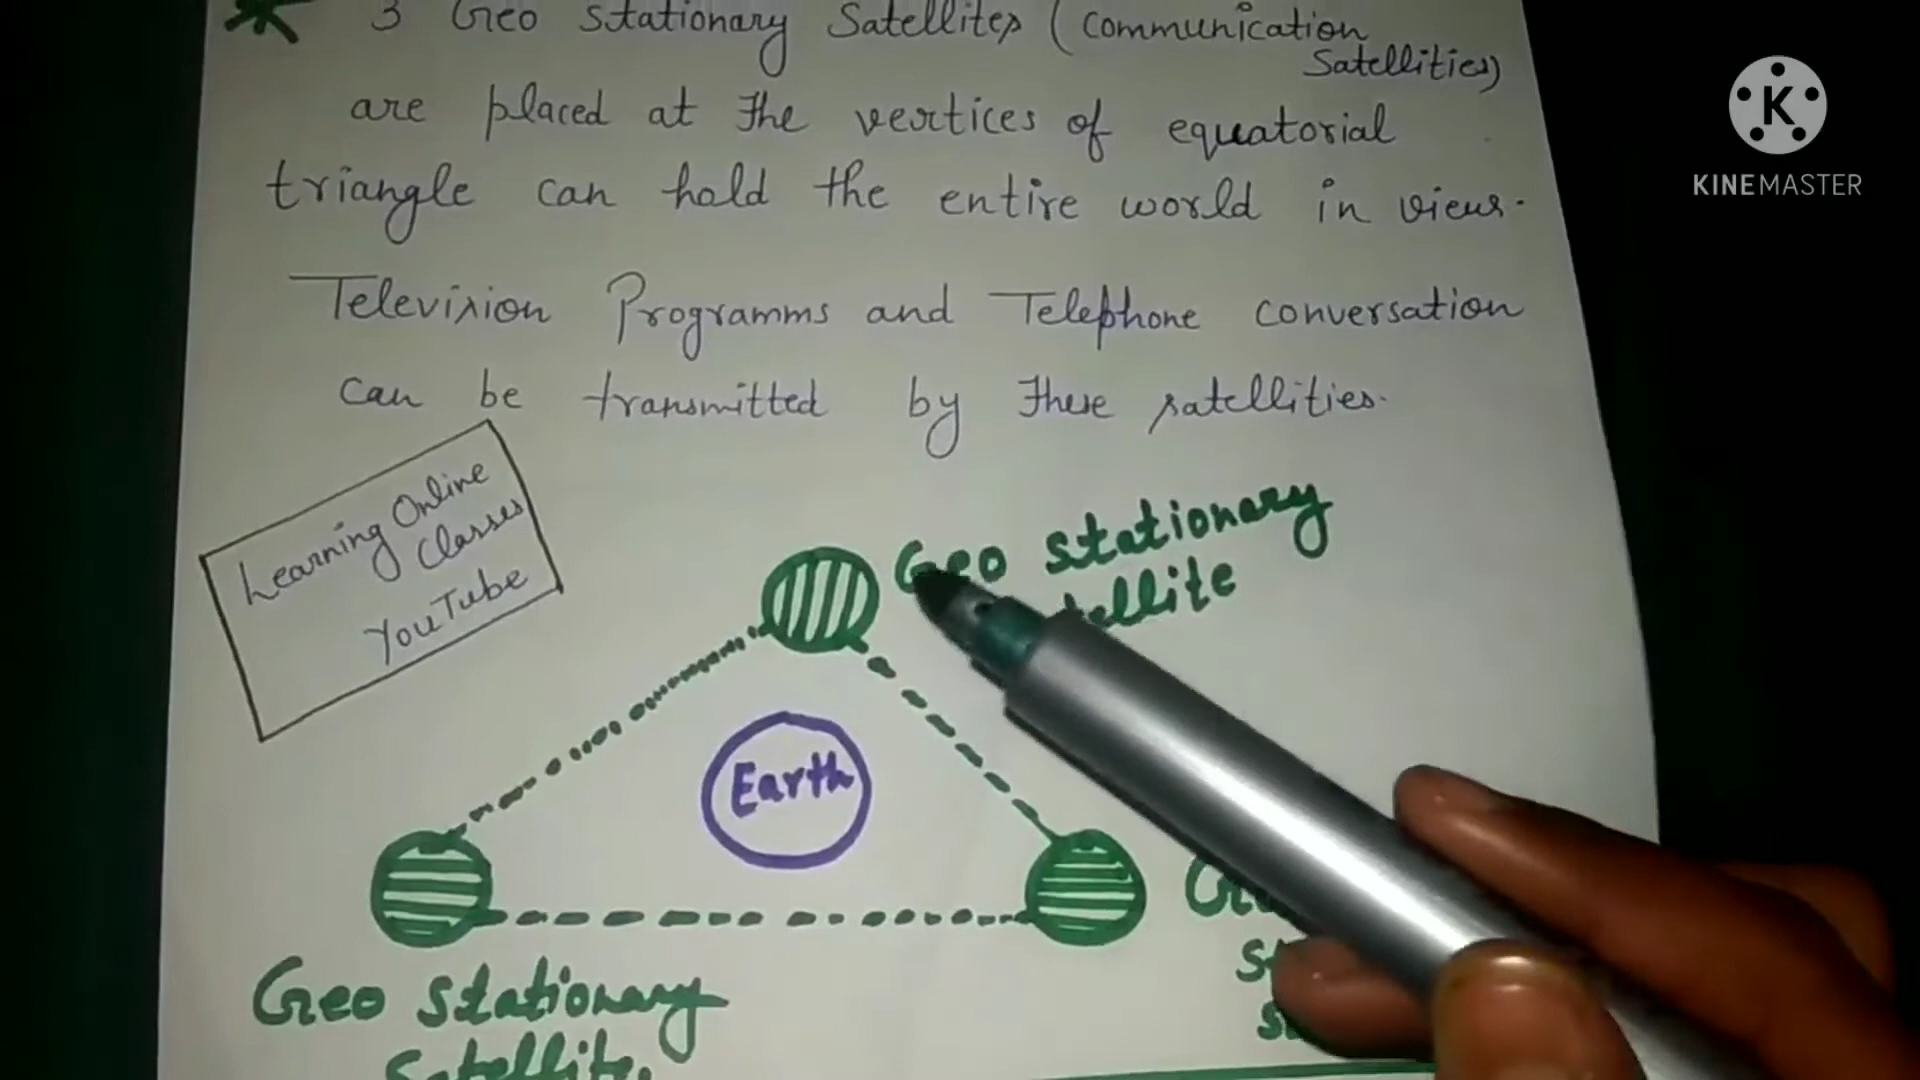 3 Geo Stationary Satellites (Communication
Satellities)
are placed at the vertices of equatorial
triangle can hold the entire world in view.
Television Programms and Telephone conversation
can be transmitted by these satellities.
Learning Online
Classes
YouTube
Geo stationary
Earth
Geo stationary
Satellite.
K
KINEMASTER